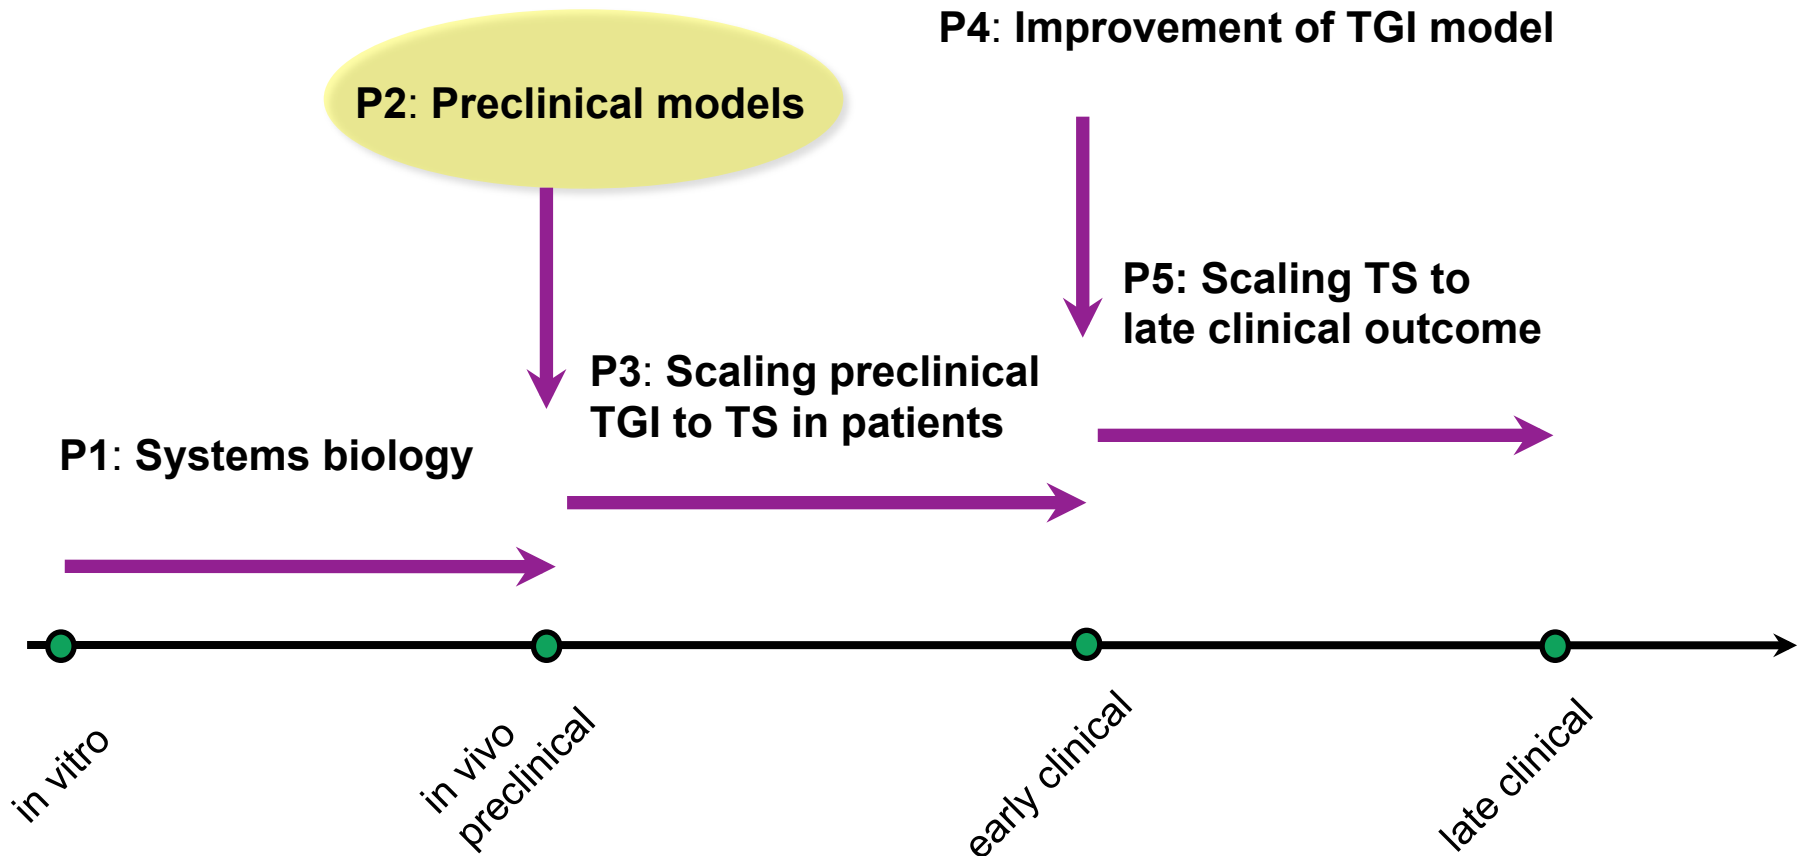 P4: Improvement of TGI model
P2: Preclinical models
P5: Scaling TS to
late clinical outcome
P3: Scaling preclinical
TGI to TS in patients
P1: Systems biology
in vitro
in vivo
preclinical
early clinical
late clinical